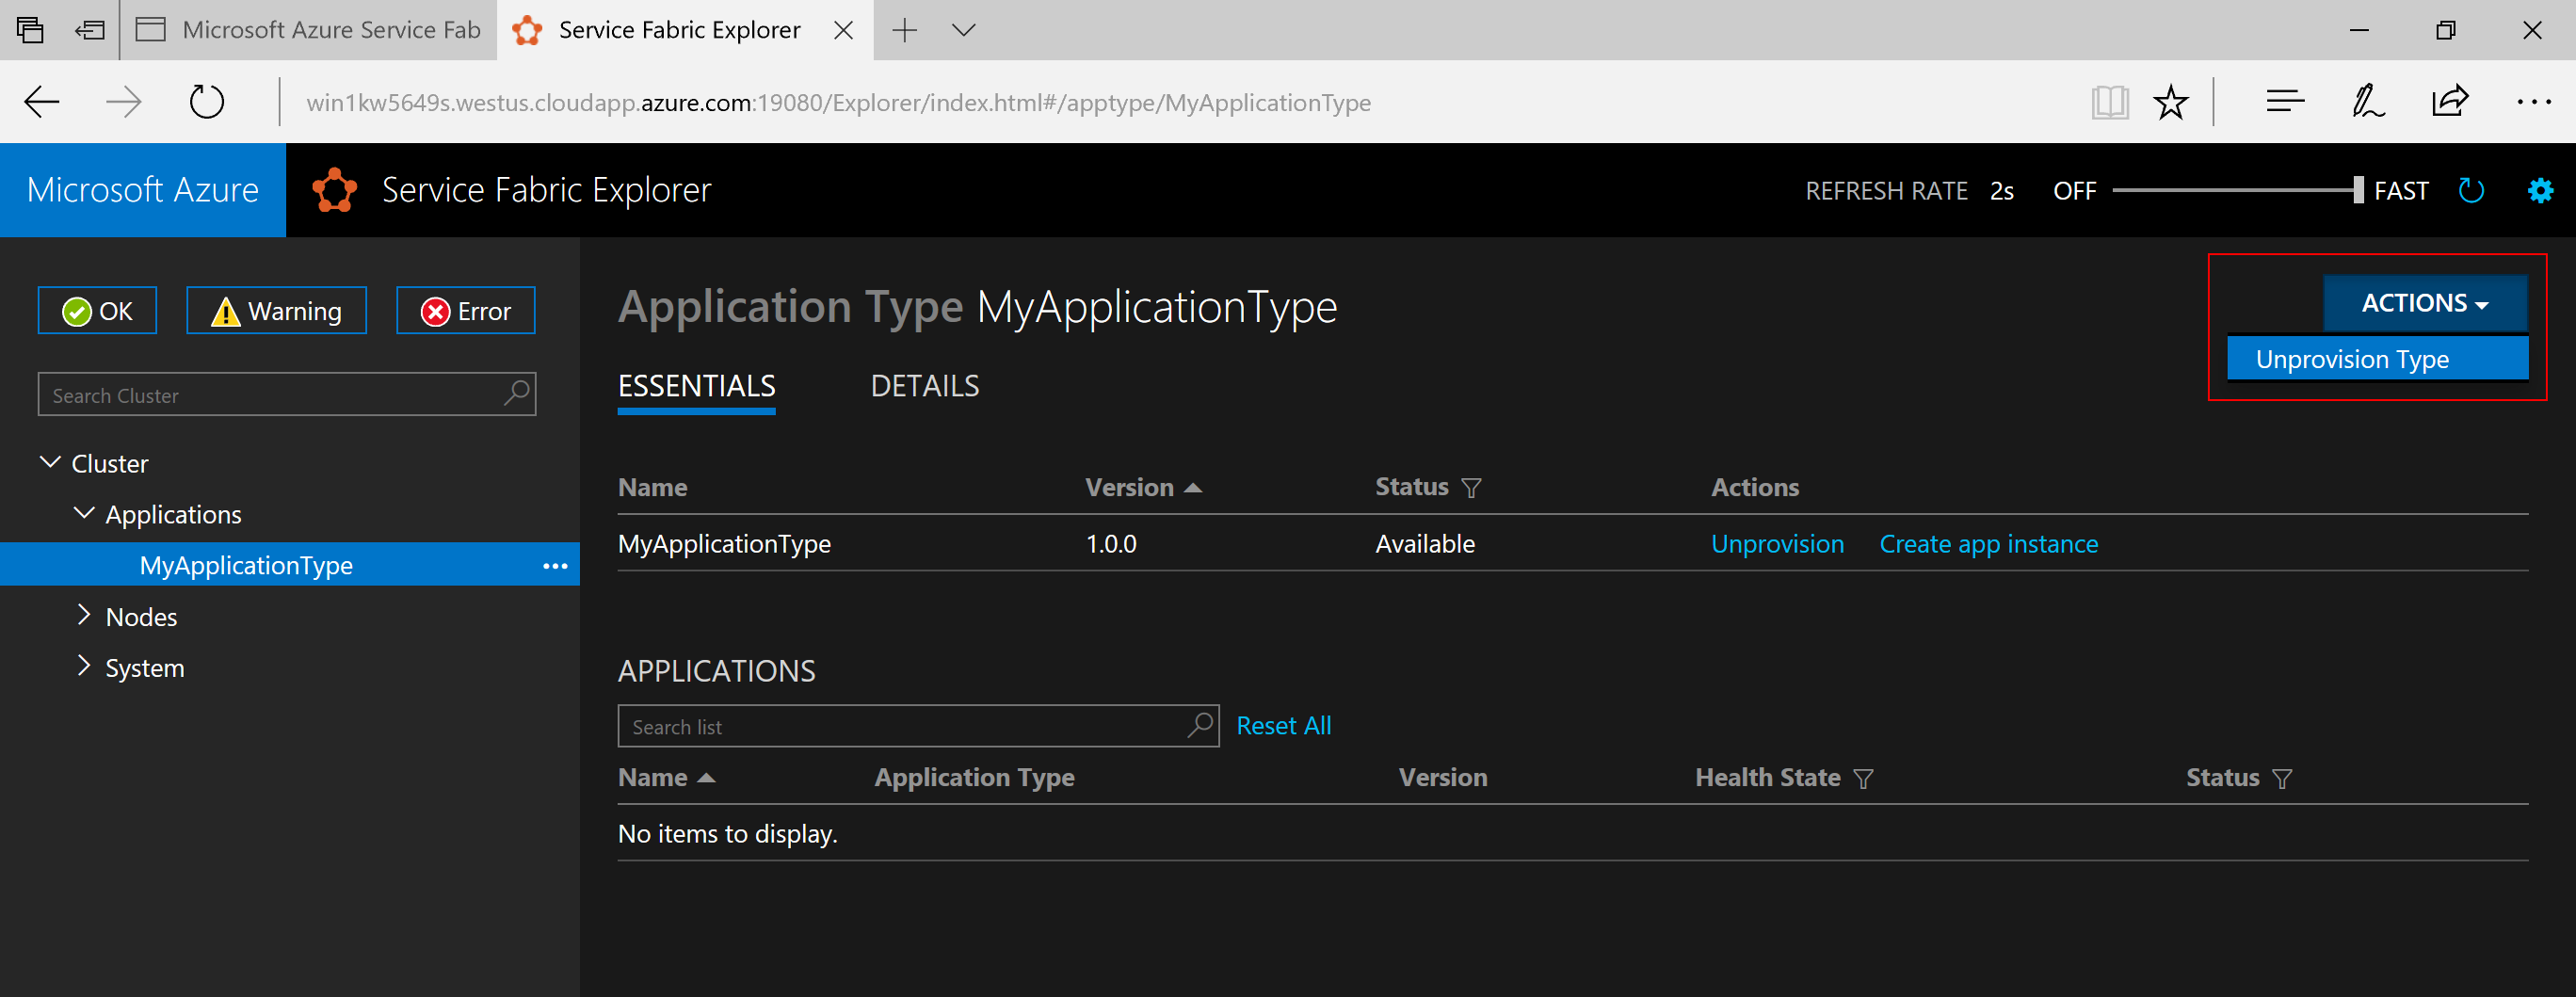 Microsoft Azure Service Fab
Service Fabric Explorer
win1kw5649s.westus.cloudapp.azure.com:19080/Explorer/index.html#/apptype/MyApplicationType
Microsoft Azure
Service Fabric Explorer
REFRESH RATE 2s OFF FAST
OK Warning Error
Search Cluster
Cluster
Applications
MyApplicationType
Nodes
System
Application Type MyApplicationType
ACTIONS
Unprovision Type
ESSENTIALS DETAILS
Name Version Status Actions
MyApplicationType 1.0.0 Available Unprovision Create app instance
APPLICATIONS
Search list Reset All
Name Application Type Version Health State Status
No items to display.